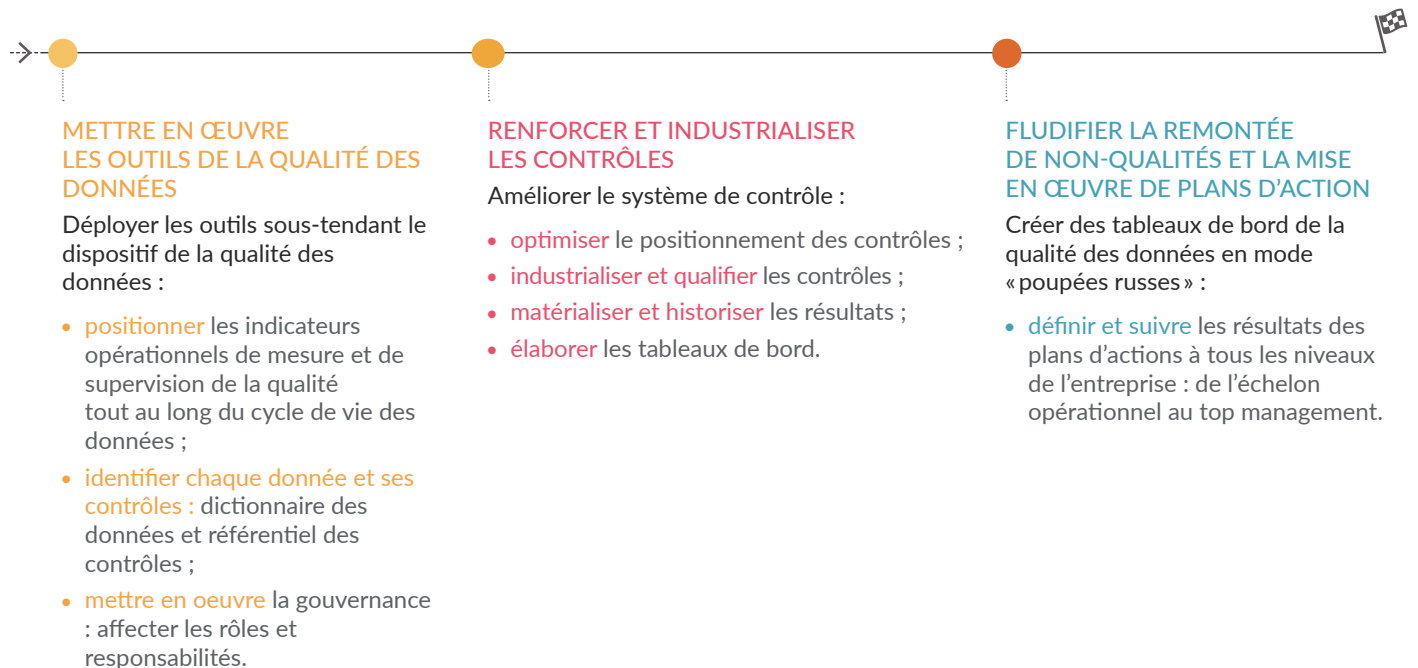 METTRE EN ŒUVRE
LES OUTILS DE LA QUALITÉ DES
DONNÉES
Déployer les outils sous-tendant le
dispositif de la qualité des
données :
• positionner les indicateurs
opérationnels de mesure et de
supervision de la qualité
tout au long du cycle de vie des
données ;
• identifier chaque donnée et ses
contrôles : dictionnaire des
données et référentiel des
contrôles ;
• mettre en oeuvre la gouvernance
: affecter les rôles et
responsabilités.
RENFORCER ET INDUSTRIALISER
LES CONTRÔLES
Améliorer le système de contrôle :
• optimiser le positionnement des contrôles ;
• industrialiser et qualifier les contrôles ;
• matérialiser et historiser les résultats ;
• élaborer les tableaux de bord.
FLUDIFIER LA REMONTÉE
DE NON-QUALITÉS ET LA MISE
EN ŒUVRE DE PLANS D’ACTION
Créer des tableaux de bord de la
qualité des données en mode
« poupées russes » :
• définir et suivre les résultats des
plans d’actions à tous les niveaux
de l’entreprise : de l’échelon
opérationnel au top management.